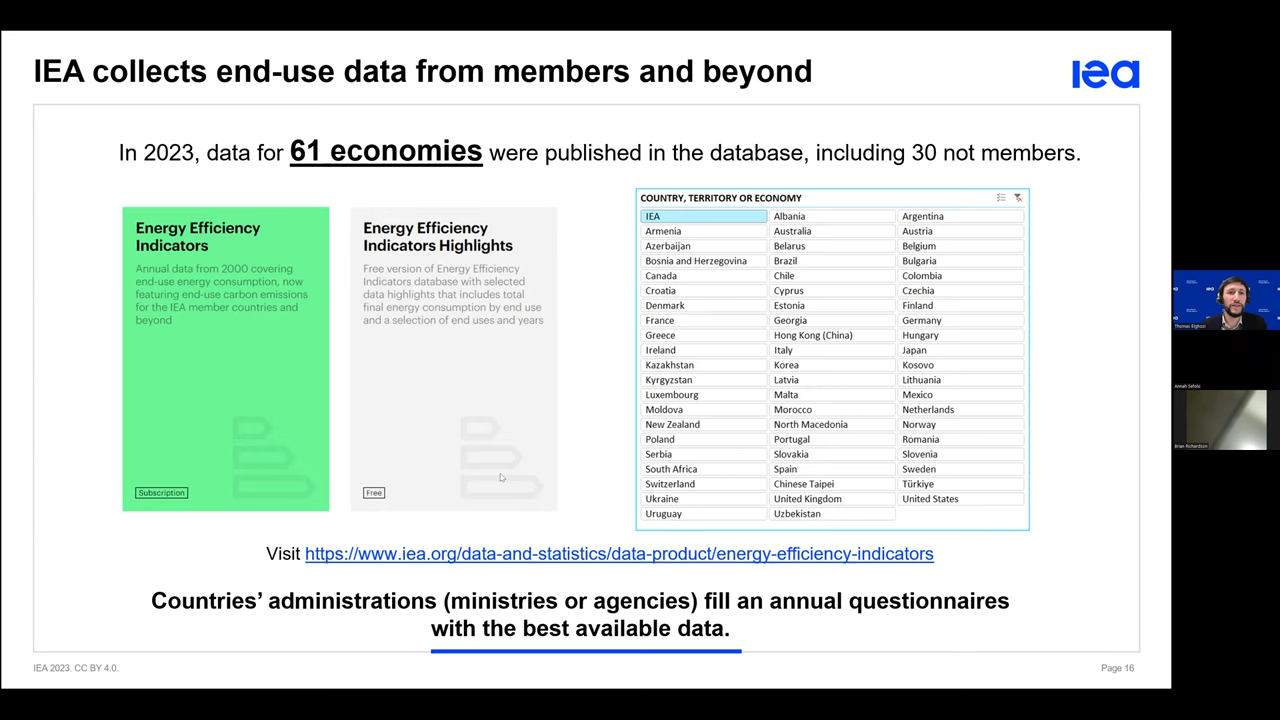 IEA collects end-use data from members and beyond
iea
In 2023, data for 61 economies were published in the database, including 30 not members.
Energy Efficiency
Indicators
Annual data from 2000 covering
end-use energy consumption, now
featuring end-use carbon emissions
for the IEA member countries and
beyond
Subscription
Energy Efficiency
Indicators Highlights
Free version of Energy Efficiency
Indicators database with selected
data highlights that includes total
final energy consumption by end use
and a selection of end uses and years
Free
COUNTRY, TERRITORY OR ECONOMY
IEA Albania Argentina
Armenia Australia Austria
Azerbaijan Belarus Belgium
Bosnia and Herzegovina Brazil Bulgaria
Canada Chile Colombia
Croatia Cyprus Czechia
Denmark Estonia Finland
France Georgia Germany
Greece Hong Kong (China) Hungary
Ireland Italy Japan
Kazakhstan Korea Kosovo
Kyrgyzstan Latvia Lithuania
Luxembourg Malta Mexico
Moldova Morocco Netherlands
New Zealand North Macedonia Norway
Poland Portugal Romania
Serbia Slovakia Slovenia
South Africa Spain Sweden
Switzerland Chinese Taipei Türkiye
Ukraine United Kingdom United States
Uruguay Uzbekistan
Visit https://www.iea.org/data-and-statistics/data-product/energy-efficiency-indicators
Countries' administrations (ministries or agencies) fill an annual questionnaires
with the best available data.
IEA 2023. CC BY 4.0.
Page 16
Thomas Elghozi
Annah Sefolo
Brian Richardson